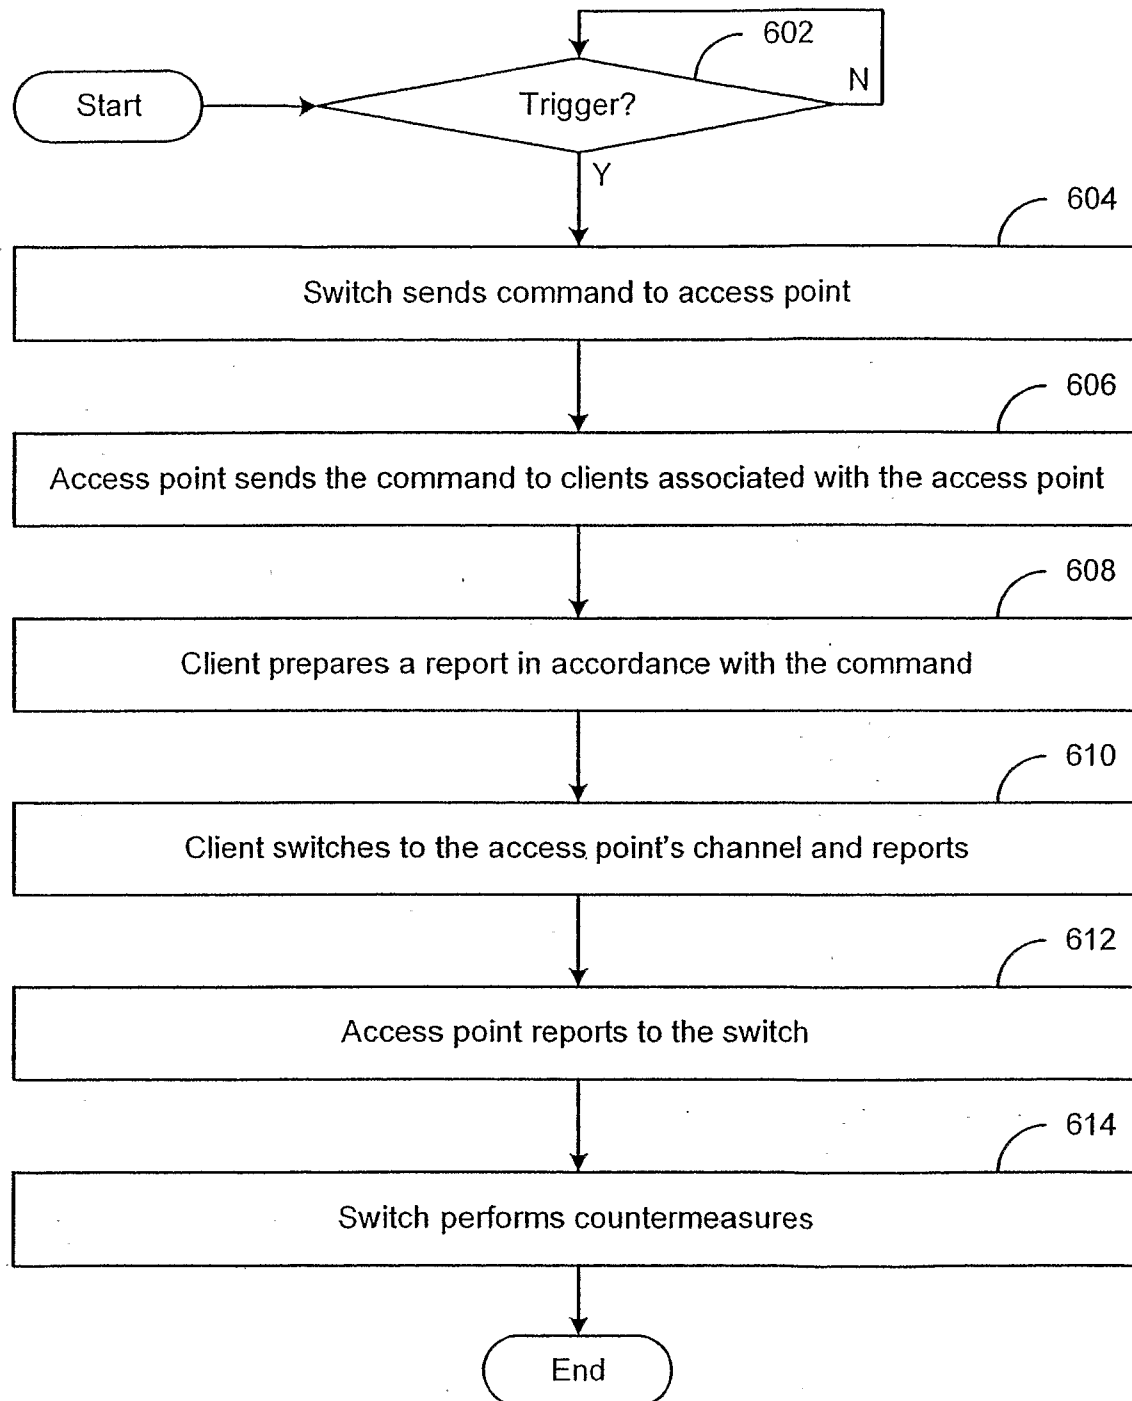 602
Start
Trigger?
N
Y
604
Switch sends command to access point
606
Access point sends the command to clients associated with the access point
608
Client prepares a report in accordance with the command
610
Client switches to the access point's channel and reports
612
Access point reports to the switch
614
Switch performs countermeasures
End